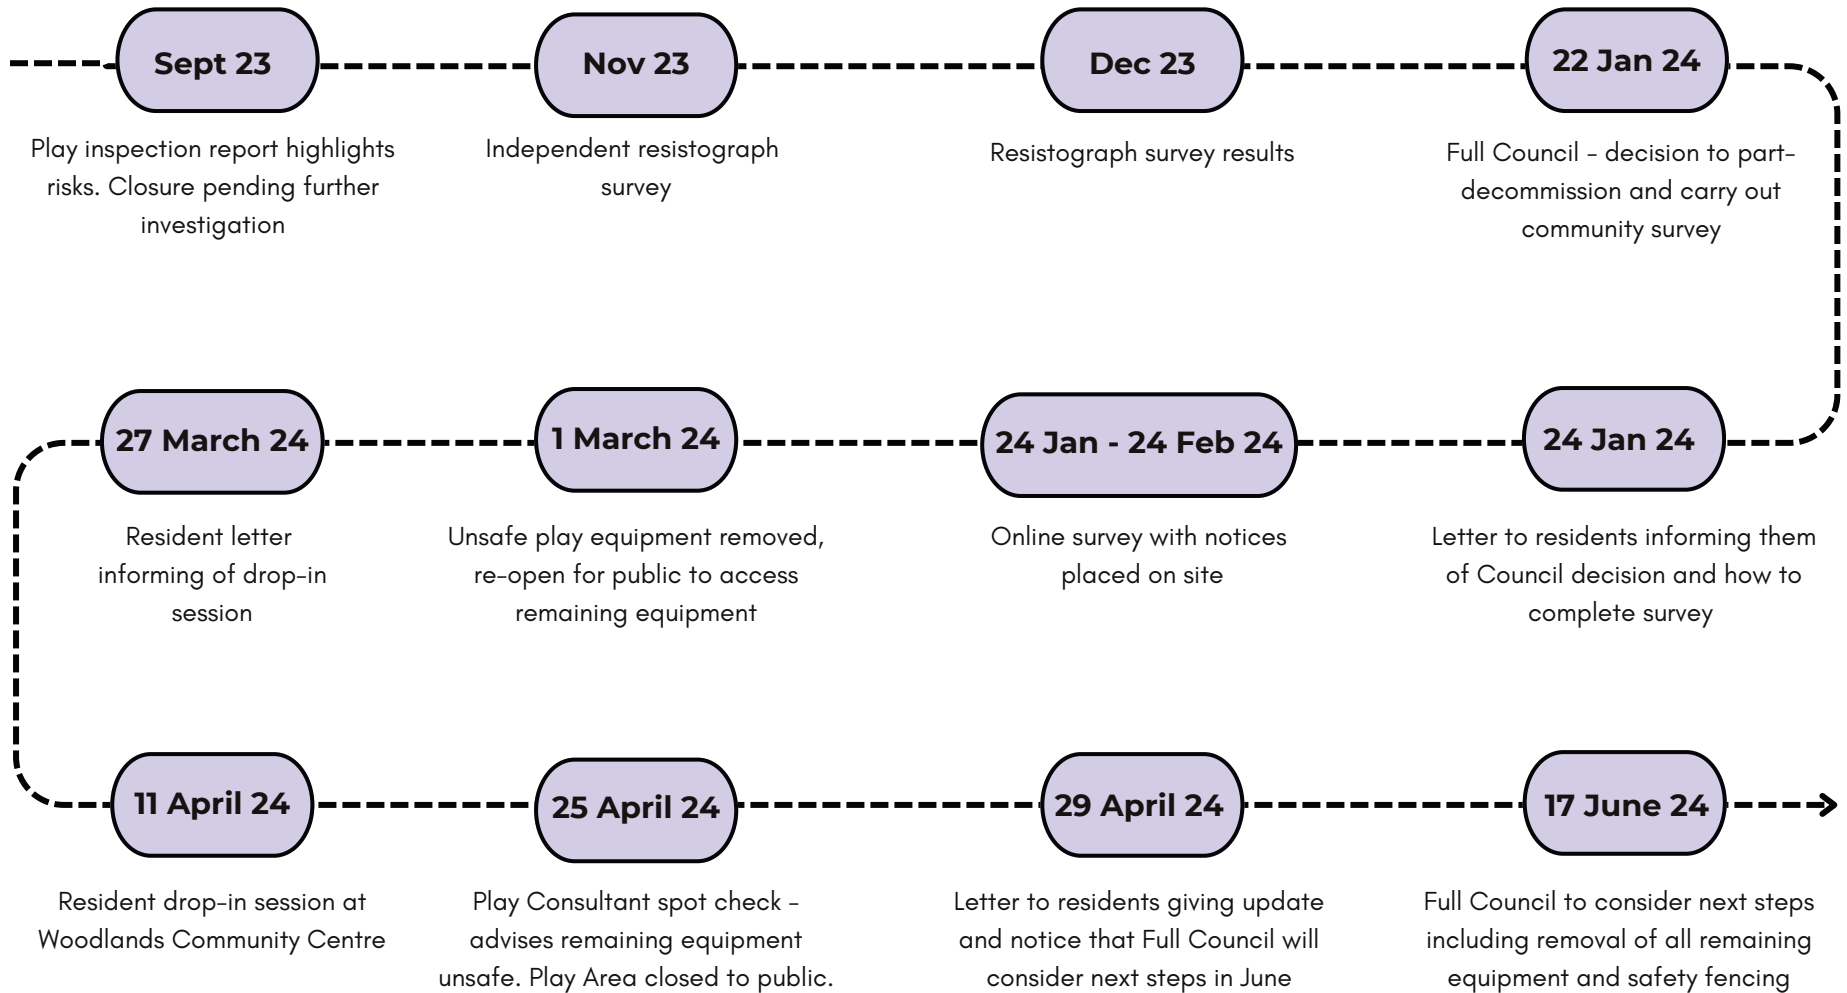 Sept 23
Play inspection report highlights
risks. Closure pending further
investigation
Nov 23
Independent resistograph
survey
Dec 23
Resistograph survey results
22 Jan 24
Full Council - decision to part-
decommission and carry out
community survey
24 Jan 24
Letter to residents informing them
of Council decision and how to
complete survey
24 Jan - 24 Feb 24
Online survey with notices
placed on site
1 March 24
Unsafe play equipment removed,
re-open for public to access
remaining equipment
27 March 24
Resident letter
informing of drop-in
session
11 April 24
Resident drop-in session at
Woodlands Community Centre
25 April 24
Play Consultant spot check -
advises remaining equipment
unsafe. Play Area closed to public.
29 April 24
Letter to residents giving update
and notice that Full Council will
consider next steps in June
17 June 24
Full Council to consider next steps
including removal of all remaining
equipment and safety fencing